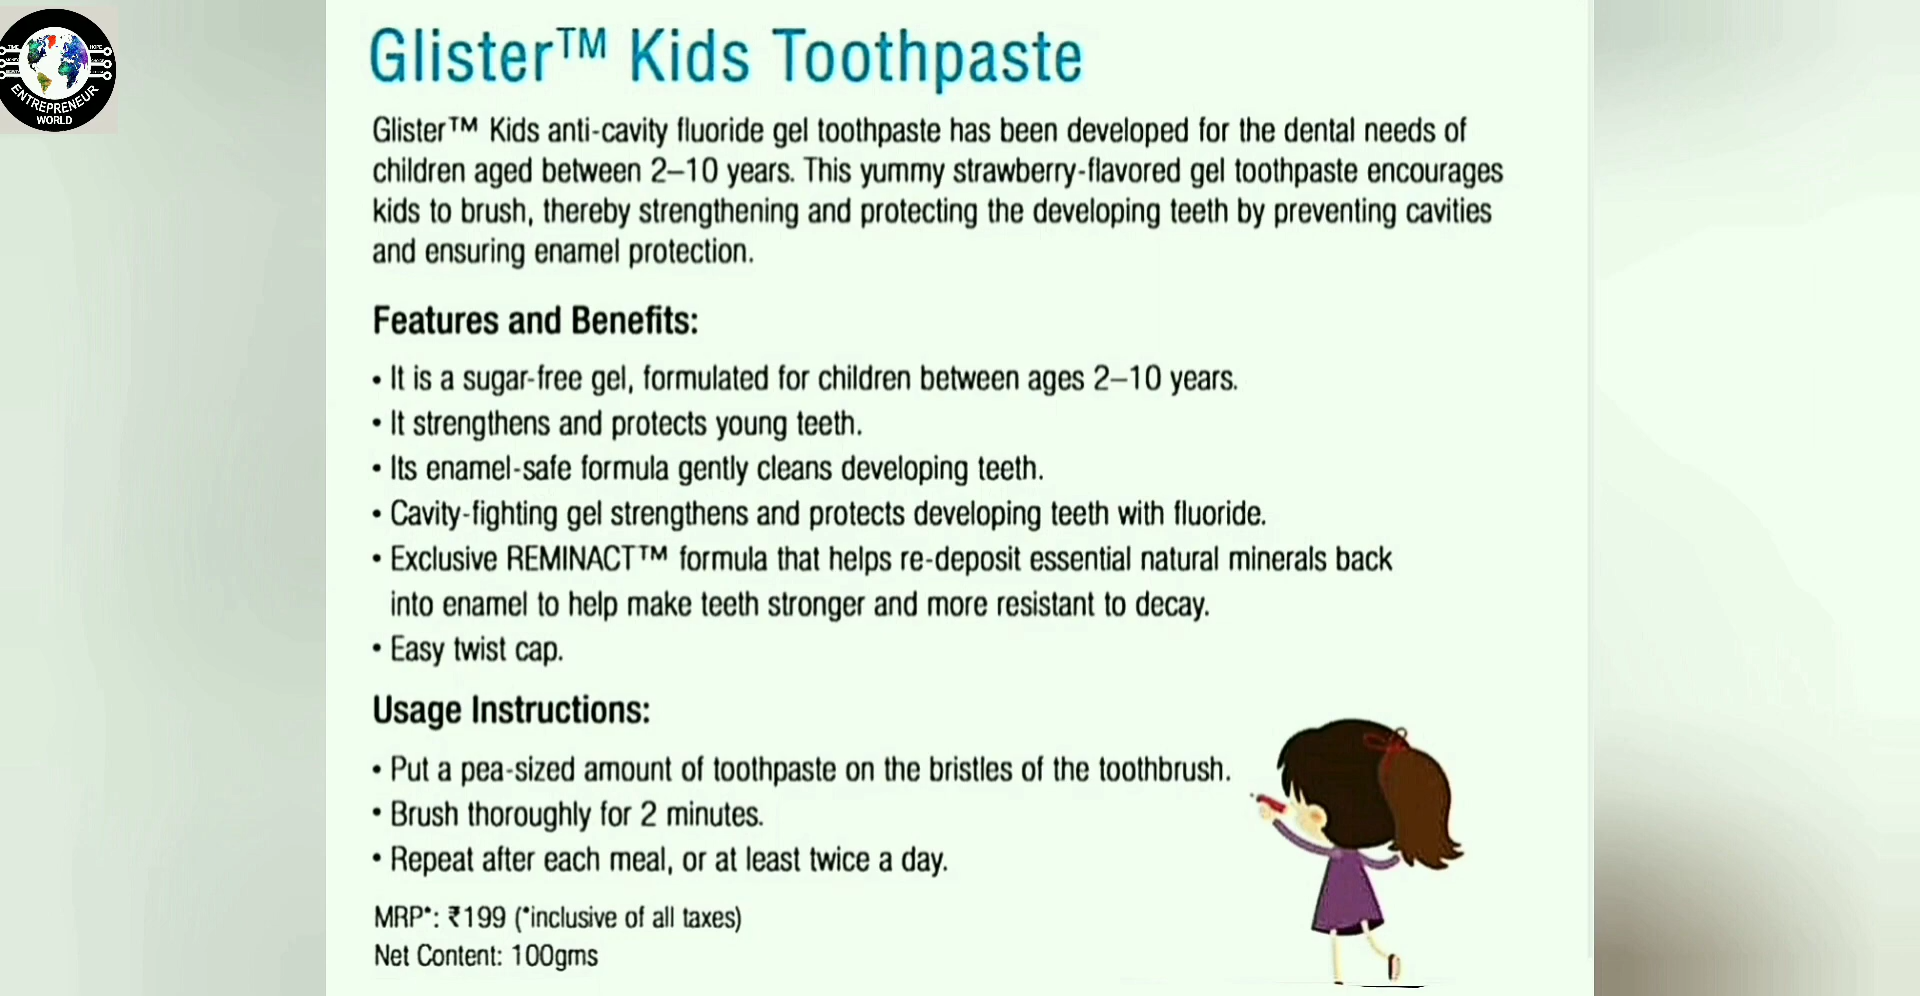 Glister™ Kids Toothpaste
Glister™ Kids anti-cavity fluoride gel toothpaste has been developed for the dental needs of
children aged between 2–10 years. This yummy strawberry-flavored gel toothpaste encourages
kids to brush, thereby strengthening and protecting the developing teeth by preventing cavities
and ensuring enamel protection.
Features and Benefits:
• It is a sugar-free gel, formulated for children between ages 2–10 years.
• It strengthens and protects young teeth.
• Its enamel-safe formula gently cleans developing teeth.
• Cavity-fighting gel strengthens and protects developing teeth with fluoride.
• Exclusive REMINACT™ formula that helps re-deposit essential natural minerals back
into enamel to help make teeth stronger and more resistant to decay.
• Easy twist cap.
Usage Instructions:
• Put a pea-sized amount of toothpaste on the bristles of the toothbrush.
• Brush thoroughly for 2 minutes.
• Repeat after each meal, or at least twice a day.
MRP*: ₹199 (*inclusive of all taxes)
Net Content: 100gms
ENTREPRENEUR
WORLD